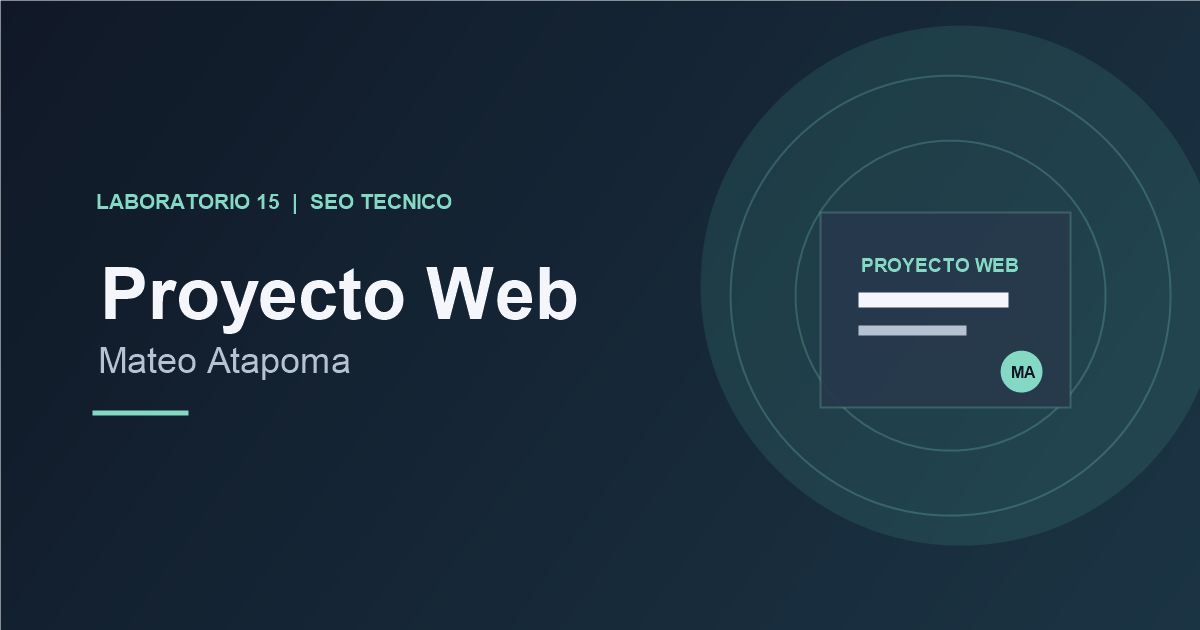 LABORATORIO 15 | SEO TECNICO
Proyecto Web
Mateo Atapoma
PROYECTO WEB
MA